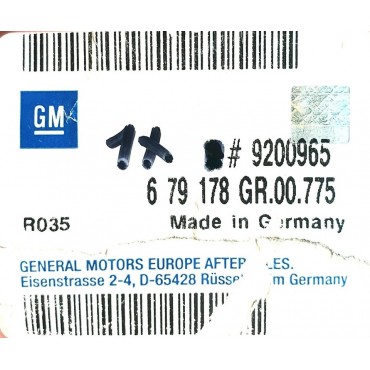 GM
1x # 9200965
6 79 178 GR.00.775
R035 Made in G rmany
GENERAL MOTORS EUROPE AFTER LES.
Eisenstrasse 2-4, D-65428 Rüssel m Germany